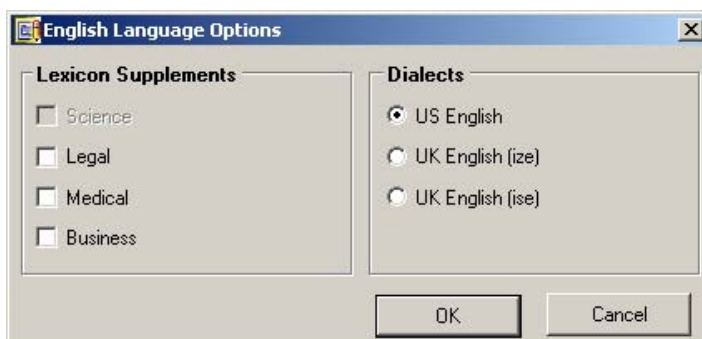 English Language Options
Lexicon Supplements
Science
Legal
Medical
Business
Dialects
US English
UK English (ize)
UK English (ise)
OK
Cancel